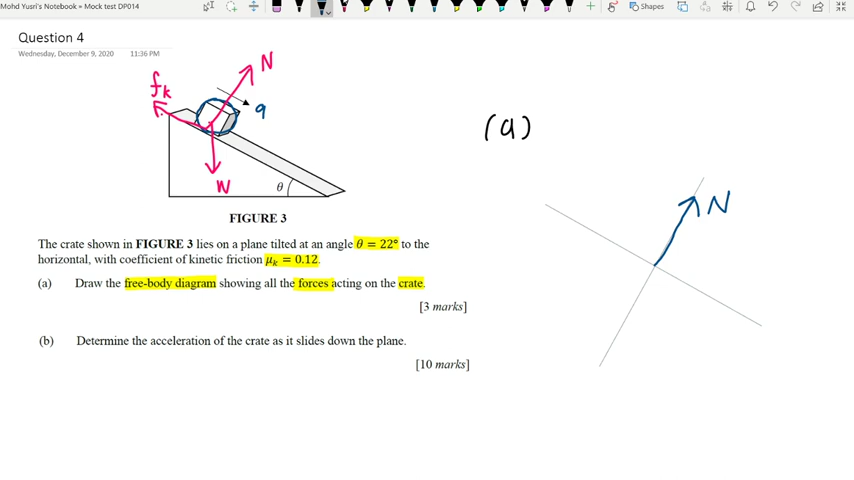 Mohd Yusri's Notebook » Mock test DP014
Shapes
Question 4
Wednesday, December 9, 2020 11:36 PM
N
fk
a
W
θ
FIGURE 3
(a)
N
The crate shown in FIGURE 3 lies on a plane tilted at an angle θ = 22° to the
horizontal, with coefficient of kinetic friction μk = 0.12.
(a) Draw the free-body diagram showing all the forces acting on the crate.
[3 marks]
(b) Determine the acceleration of the crate as it slides down the plane.
[10 marks]